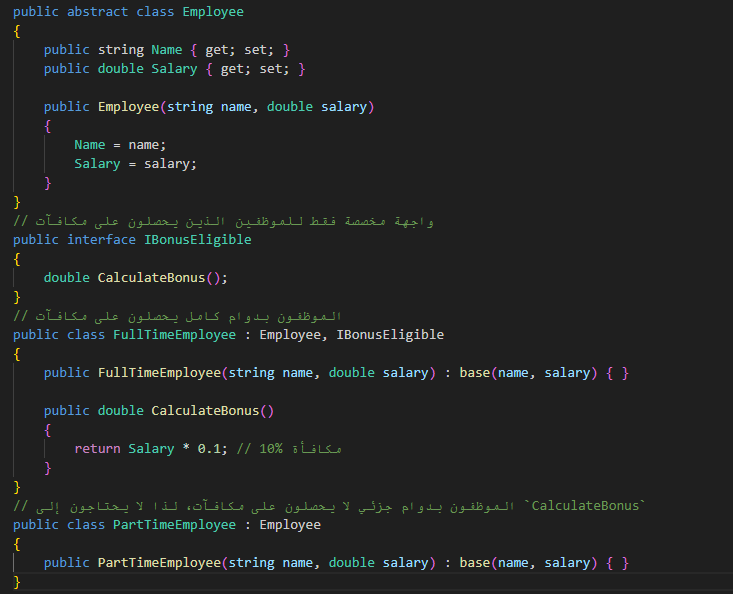 public abstract class Employee
{
    public string Name { get; set; }
    public double Salary { get; set; }

    public Employee(string name, double salary)
    {
        Name = name;
        Salary = salary;
    }
}
// واجهة مخصصة فقط للموظفين الذين يحصلون على مكافآت
public interface IBonusEligible
{
    double CalculateBonus();
}
// الموظفون بدوام كامل يحصلون على مكافآت
public class FullTimeEmployee : Employee, IBonusEligible
{
    public FullTimeEmployee(string name, double salary) : base(name, salary) { }

    public double CalculateBonus()
    {
        return Salary * 0.1; // مكافأة 10%
    }
}
// الموظفون بدوام جزئي لا يحصلون على مكافآت، لذا لا يحتاجون إلى `CalculateBonus`
public class PartTimeEmployee : Employee
{
    public PartTimeEmployee(string name, double salary) : base(name, salary) { }
}